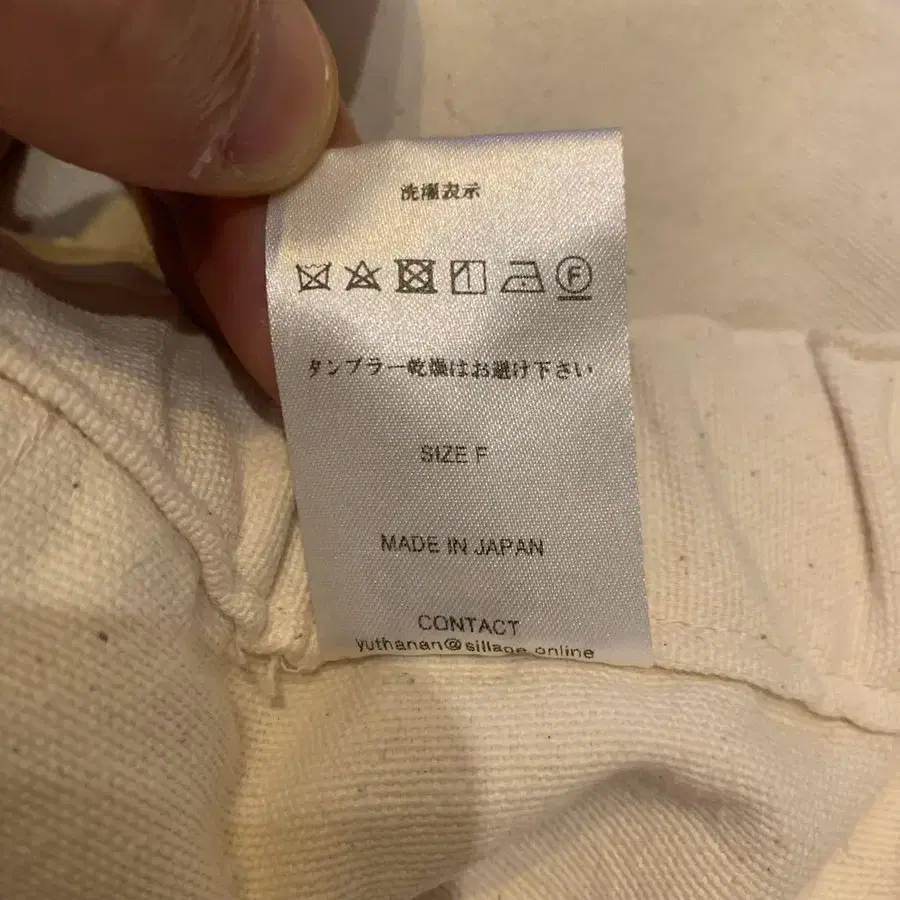 洗濯表示
F
タンブラー乾燥はお避け下さい
SIZE F
MADE IN JAPAN
CONTACT
yuthanan@sillage.online